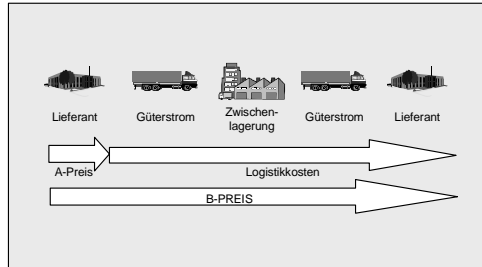 Lieferant
Güterstrom
Zwischen-
lagerung
Güterstrom
Lieferant
A-Preis
Logistikkosten
B-PREIS